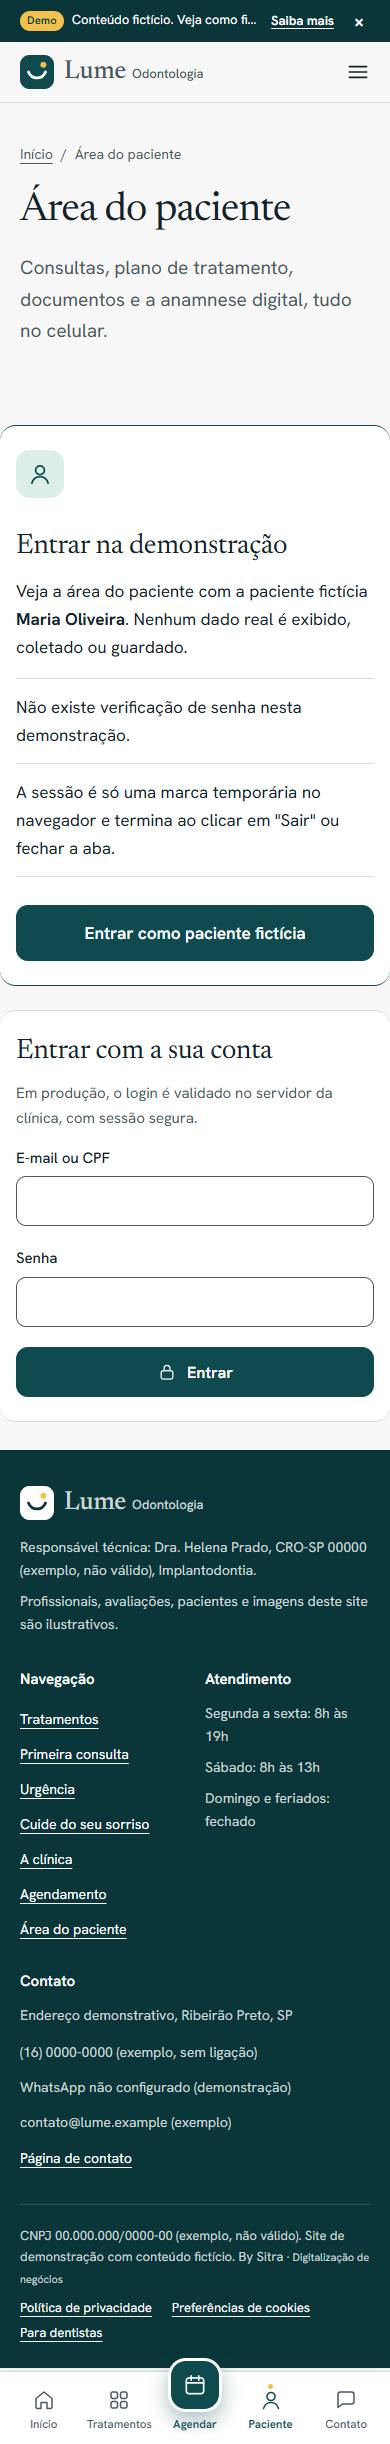 Demo Conteúdo fictício. Veja como fi... Saiba mais ×
Lume Odontologia
Início / Área do paciente
Área do paciente
Consultas, plano de tratamento,
documentos e a anamnese digital, tudo
no celular.
Entrar na demonstração
Veja a área do paciente com a paciente fictícia
Maria Oliveira. Nenhum dado real é exibido,
coletado ou guardado.
Não existe verificação de senha nesta
demonstração.
A sessão é só uma marca temporária no
navegador e termina ao clicar em "Sair" ou
fechar a aba.
Entrar como paciente fictícia
Entrar com a sua conta
Em produção, o login é validado no servidor da
clínica, com sessão segura.
E-mail ou CPF
Senha
Entrar
Lume Odontologia
Responsável técnica: Dra. Helena Prado, CRO-SP 00000
(exemplo, não válido), Implantodontia.
Profissionais, avaliações, pacientes e imagens deste site
são ilustrativos.
Navegação
Tratamentos
Primeira consulta
Urgência
Cuide do seu sorriso
A clínica
Agendamento
Área do paciente
Atendimento
Segunda a sexta: 8h às
19h
Sábado: 8h às 13h
Domingo e feriados:
fechado
Contato
Endereço demonstrativo, Ribeirão Preto, SP
(16) 0000-0000 (exemplo, sem ligação)
WhatsApp não configurado (demonstração)
contato@lume.example (exemplo)
Página de contato
CNPJ 00.000.000/0000-00 (exemplo, não válido). Site de
demonstração com conteúdo fictício. By Sitra · Digitalização de
negócios
Política de privacidade Preferências de cookies
Para dentistas
Início Tratamentos Agendar Paciente Contato